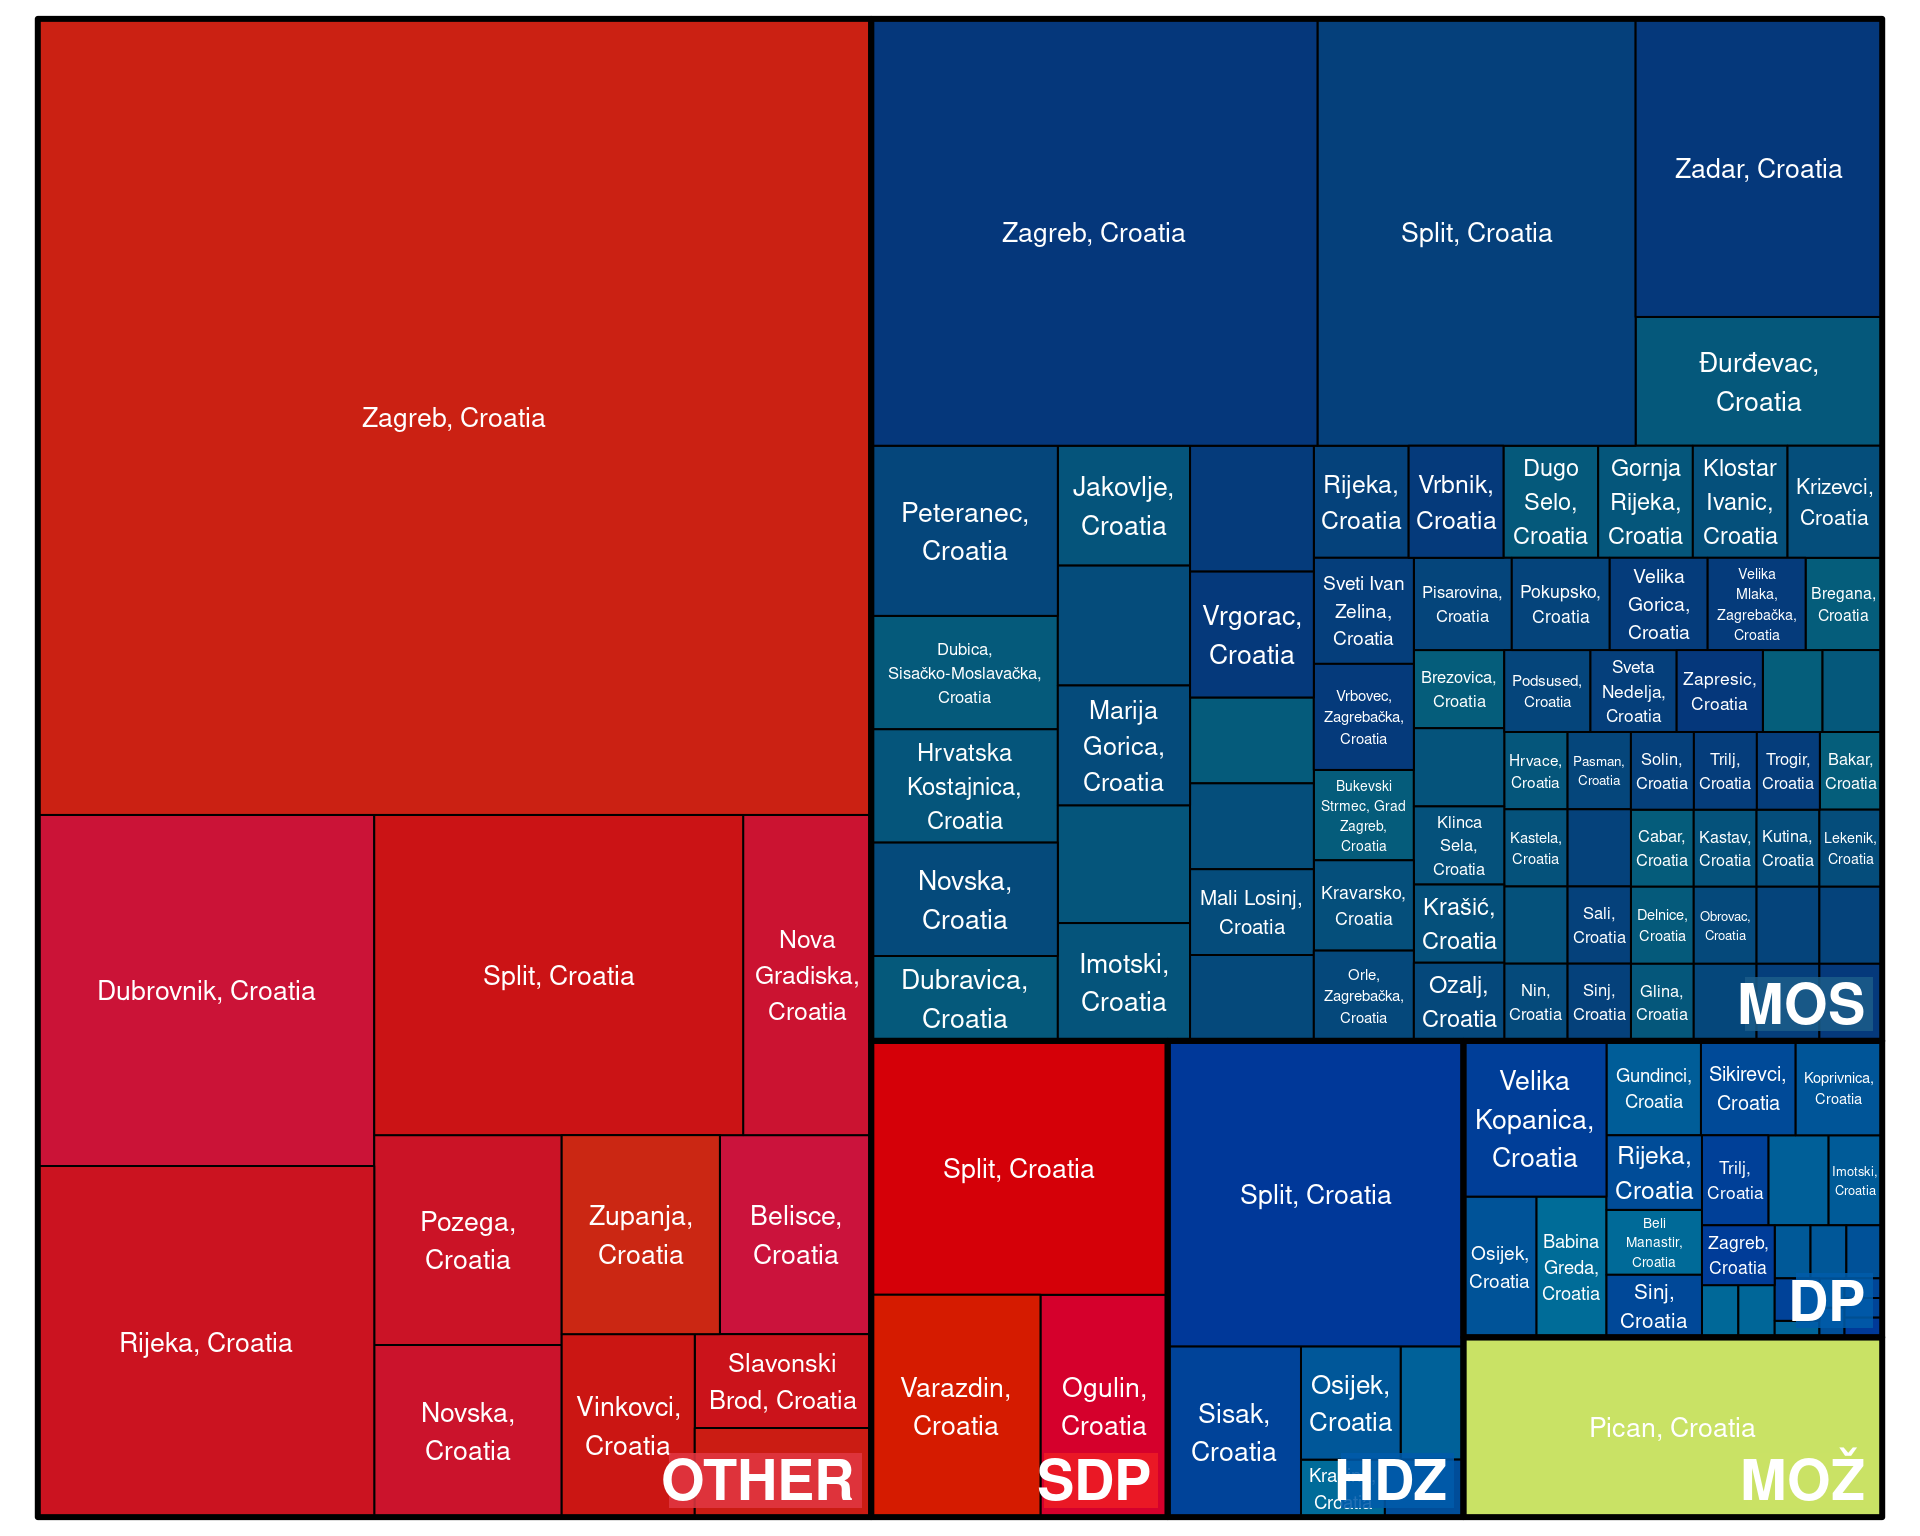 Zagreb, Croatia
Dubrovnik, Croatia
Split, Croatia
Nova
Gradiska,
Croatia
Rijeka, Croatia
Pozega,
Croatia
Zupanja,
Croatia
Belisce,
Croatia
Novska,
Croatia
Vinkovci,
Croatia
Slavonski
Brod, Croatia
OTHER
Zagreb, Croatia
Split, Croatia
Zadar, Croatia
Đurđevac,
Croatia
Peteranec,
Croatia
Dubica,
Sisačko-Moslavačka,
Croatia
Hrvatska
Kostajnica,
Croatia
Novska,
Croatia
Dubravica,
Croatia
Jakovlje,
Croatia
Marija
Gorica,
Croatia
Imotski,
Croatia
Vrgorac,
Croatia
Mali Losinj,
Croatia
Rijeka,
Croatia
Vrbnik,
Croatia
Dugo
Selo,
Croatia
Gornja
Rijeka,
Croatia
Klostar
Ivanic,
Croatia
Krizevci,
Croatia
Sveti Ivan
Zelina,
Croatia
Vrbovec,
Zagrebačka,
Croatia
Bukevski
Strmec, Grad
Zagreb,
Croatia
Kravarsko,
Croatia
Orle,
Zagrebačka,
Croatia
Pisarovina,
Croatia
Pokupsko,
Croatia
Velika
Gorica,
Croatia
Velika
Mlaka,
Zagrebačka,
Croatia
Bregana,
Croatia
Brezovica,
Croatia
Klinca
Sela,
Croatia
Krašić,
Croatia
Ozalj,
Croatia
Podsused,
Croatia
Sveta
Nedelja,
Croatia
Zapresic,
Croatia
Hrvace,
Croatia
Pasman,
Croatia
Solin,
Croatia
Trilj,
Croatia
Trogir,
Croatia
Bakar,
Croatia
Kastela,
Croatia
Cabar,
Croatia
Kastav,
Croatia
Kutina,
Croatia
Lekenik,
Croatia
Sali,
Croatia
Delnice,
Croatia
Obrovac,
Croatia
Nin,
Croatia
Sinj,
Croatia
Glina,
Croatia
MOS
Split, Croatia
Varazdin,
Croatia
Ogulin,
Croatia
SDP
Split, Croatia
Sisak,
Croatia
Osijek,
Croatia
Croatia
HDZ
Velika
Kopanica,
Croatia
Osijek,
Croatia
Babina
Greda,
Croatia
Gundinci,
Croatia
Sikirevci,
Croatia
Koprivnica,
Croatia
Rijeka,
Croatia
Beli
Manastir,
Croatia
Sinj,
Croatia
Trilj,
Croatia
Imotski,
Croatia
Zagreb,
Croatia
DP
Pican, Croatia
MOŽ